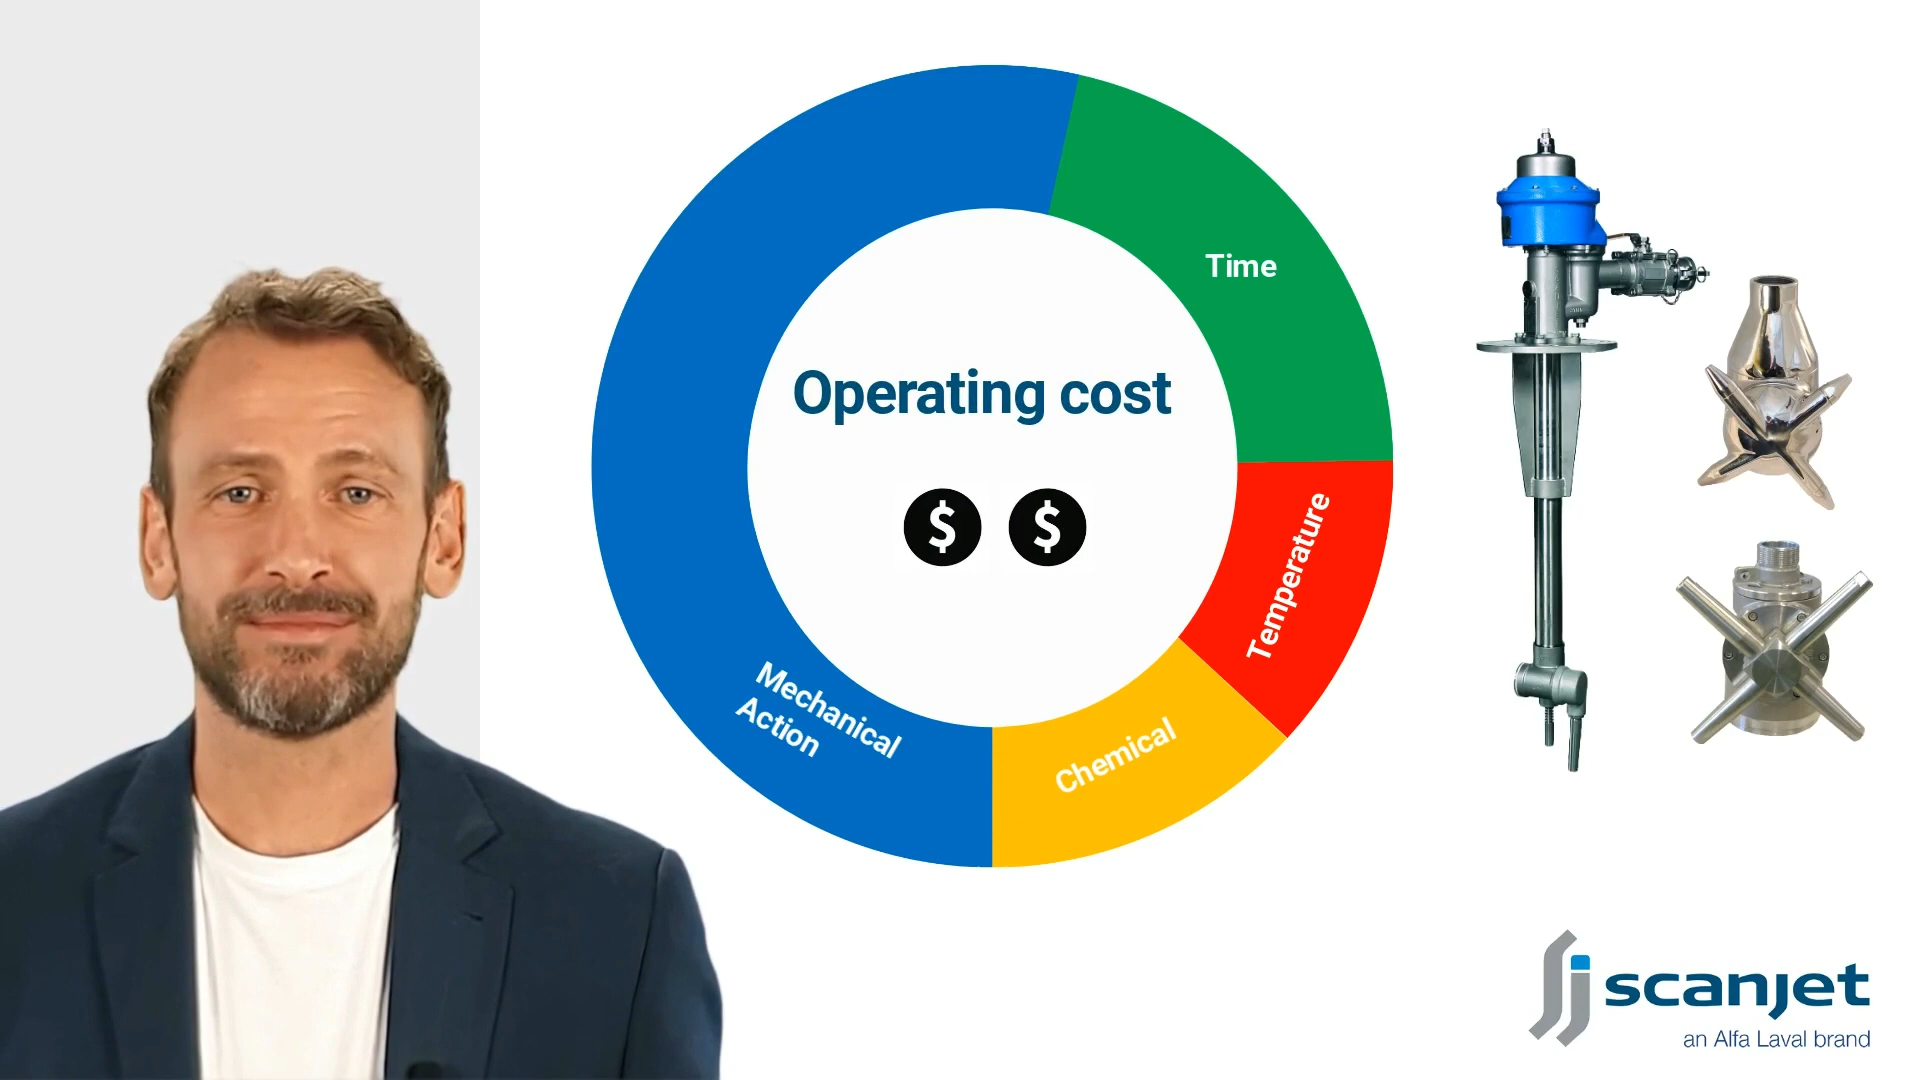 Time
Operating cost
$ $
Temperature
Mechanical
Action
Chemical
scanjet
an Alfa Laval brand